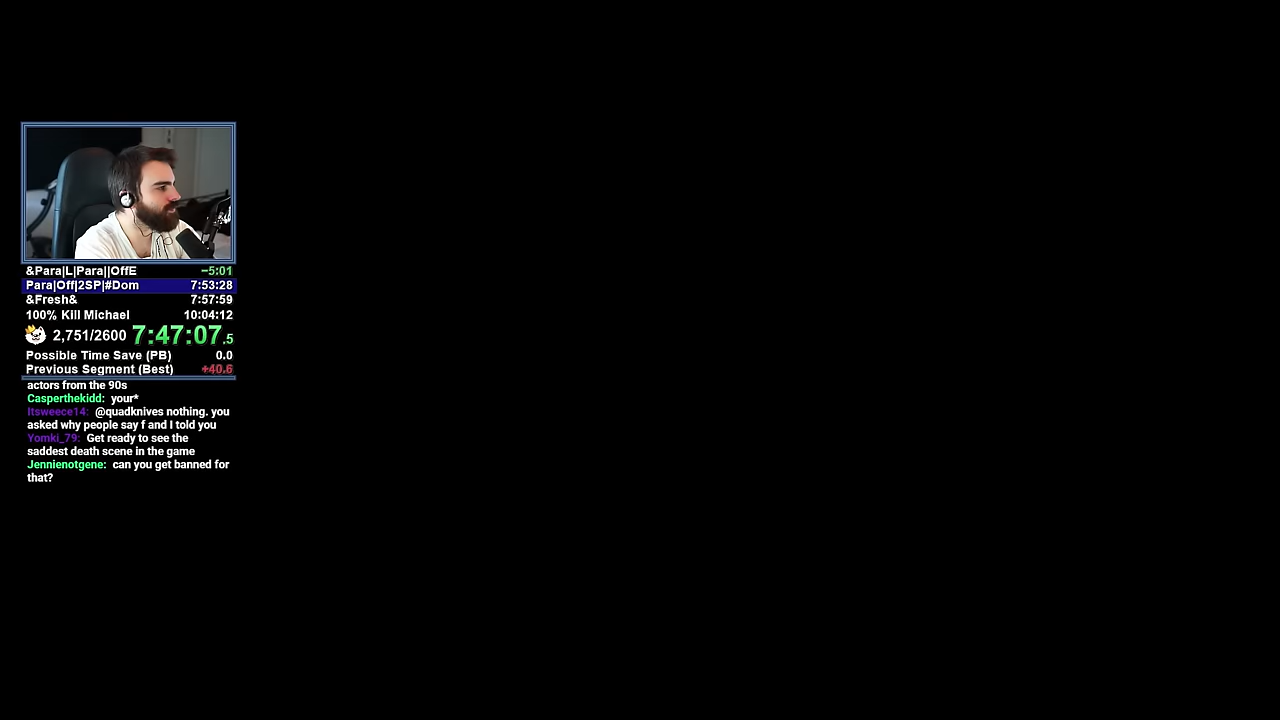 &Para|L|Para||OffE −5:01
Para|Off|2SP|#Dom 7:53:28
&Fresh& 7:57:59
100% Kill Michael 10:04:12
2,751/2600 7:47:07.5
Possible Time Save (PB) 0.0
Previous Segment (Best) +40.6
actors from the 90s
Casperthekidd: your*
Itsweece14: @quadknives nothing. you
asked why people say f and I told you
Yomki_79: Get ready to see the
saddest death scene in the game
Jennienotgene: can you get banned for
that?